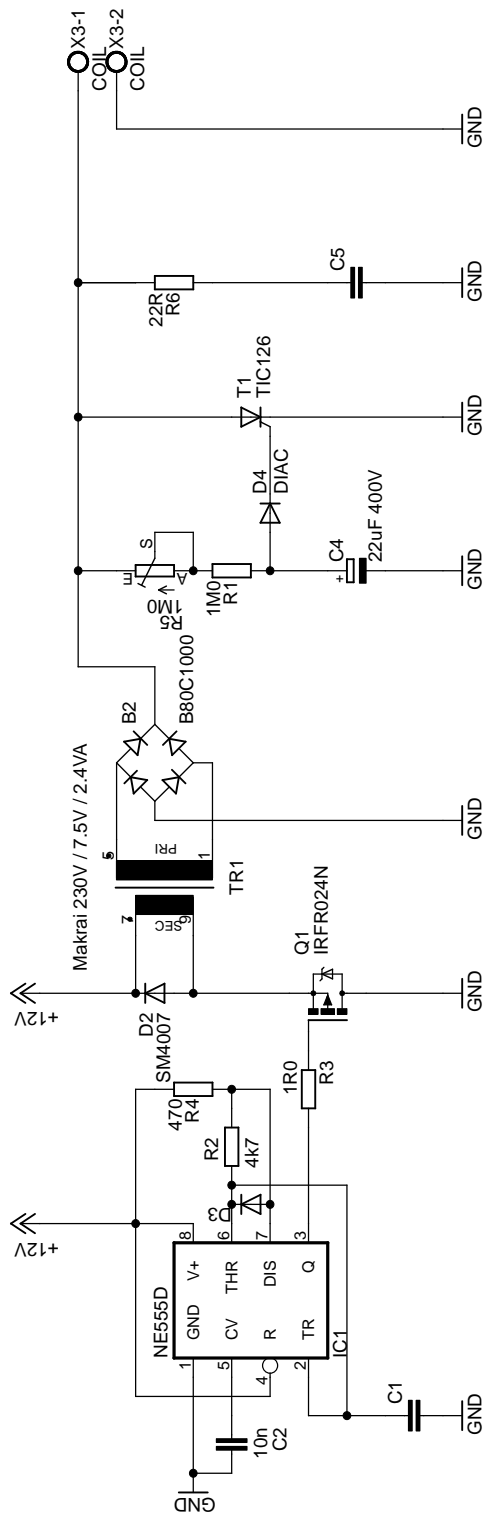 X3-1
COIL
X3-2
COIL
GND
22R
R6
C5
GND
T1
TIC126
GND
D4
DIAC
E
S
A
R5
1M0
1M0
R1
+
C4
22uF 400V
GND
B2
B80C1000
GND
Makrai 230V / 7.5V / 2.4VA
5
PRI
1
TR1
7
SEC
9
+12V
D2
SM4007
Q1
IRFR024N
GND
1R0
R3
470
R4
R2
4k7
D3
+12V
NE555D
8
V+
GND
1
6
THR
CV
5
7
DIS
R
4
3
Q
TR
2
IC1
10n
C2
GND
C1
GND